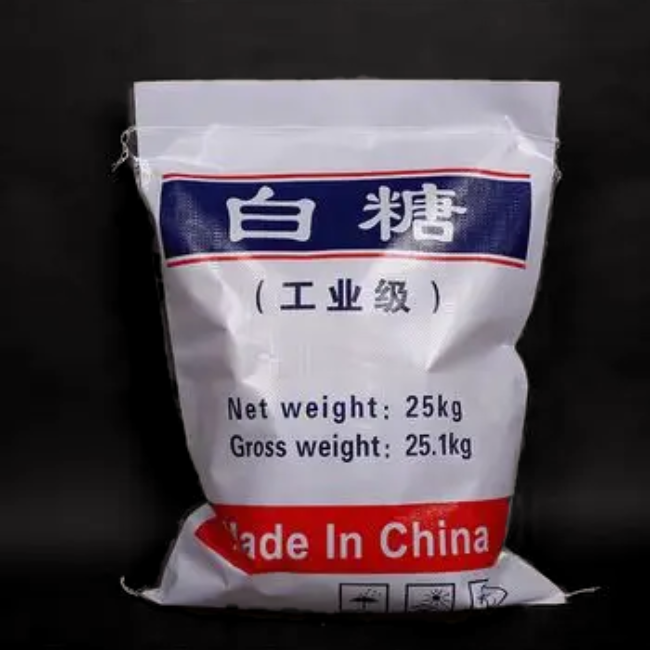 白糖
(工业级)
Net weight: 25kg
Gross weight: 25.1kg
Made In China